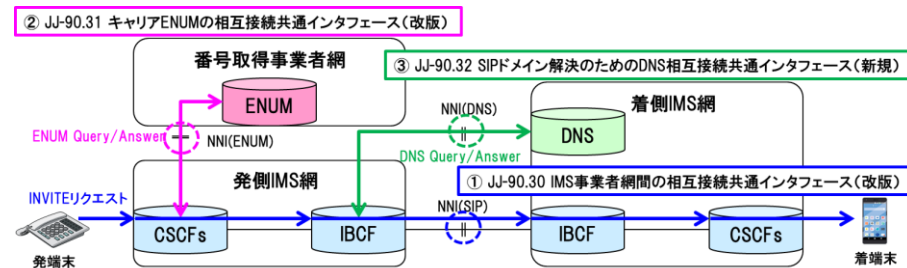 ② JJ-90.31 キャリアENUMの相互接続共通インタフェース(改版)
番号取得事業者網
③ JJ-90.32 SIPドメイン解決のためのDNS相互接続共通インタフェース(新規)
ENUM
着側IMS網
NNI(DNS)
ENUM Query/Answer
NNI(ENUM)
DNS
DNS Query/Answer
発側IMS網
① JJ-90.30 IMS事業者網間の相互接続共通インタフェース(改版)
INVITEリクエスト
NNI(SIP)
CSCFs
IBCF
IBCF
CSCFs
発端末
着端末